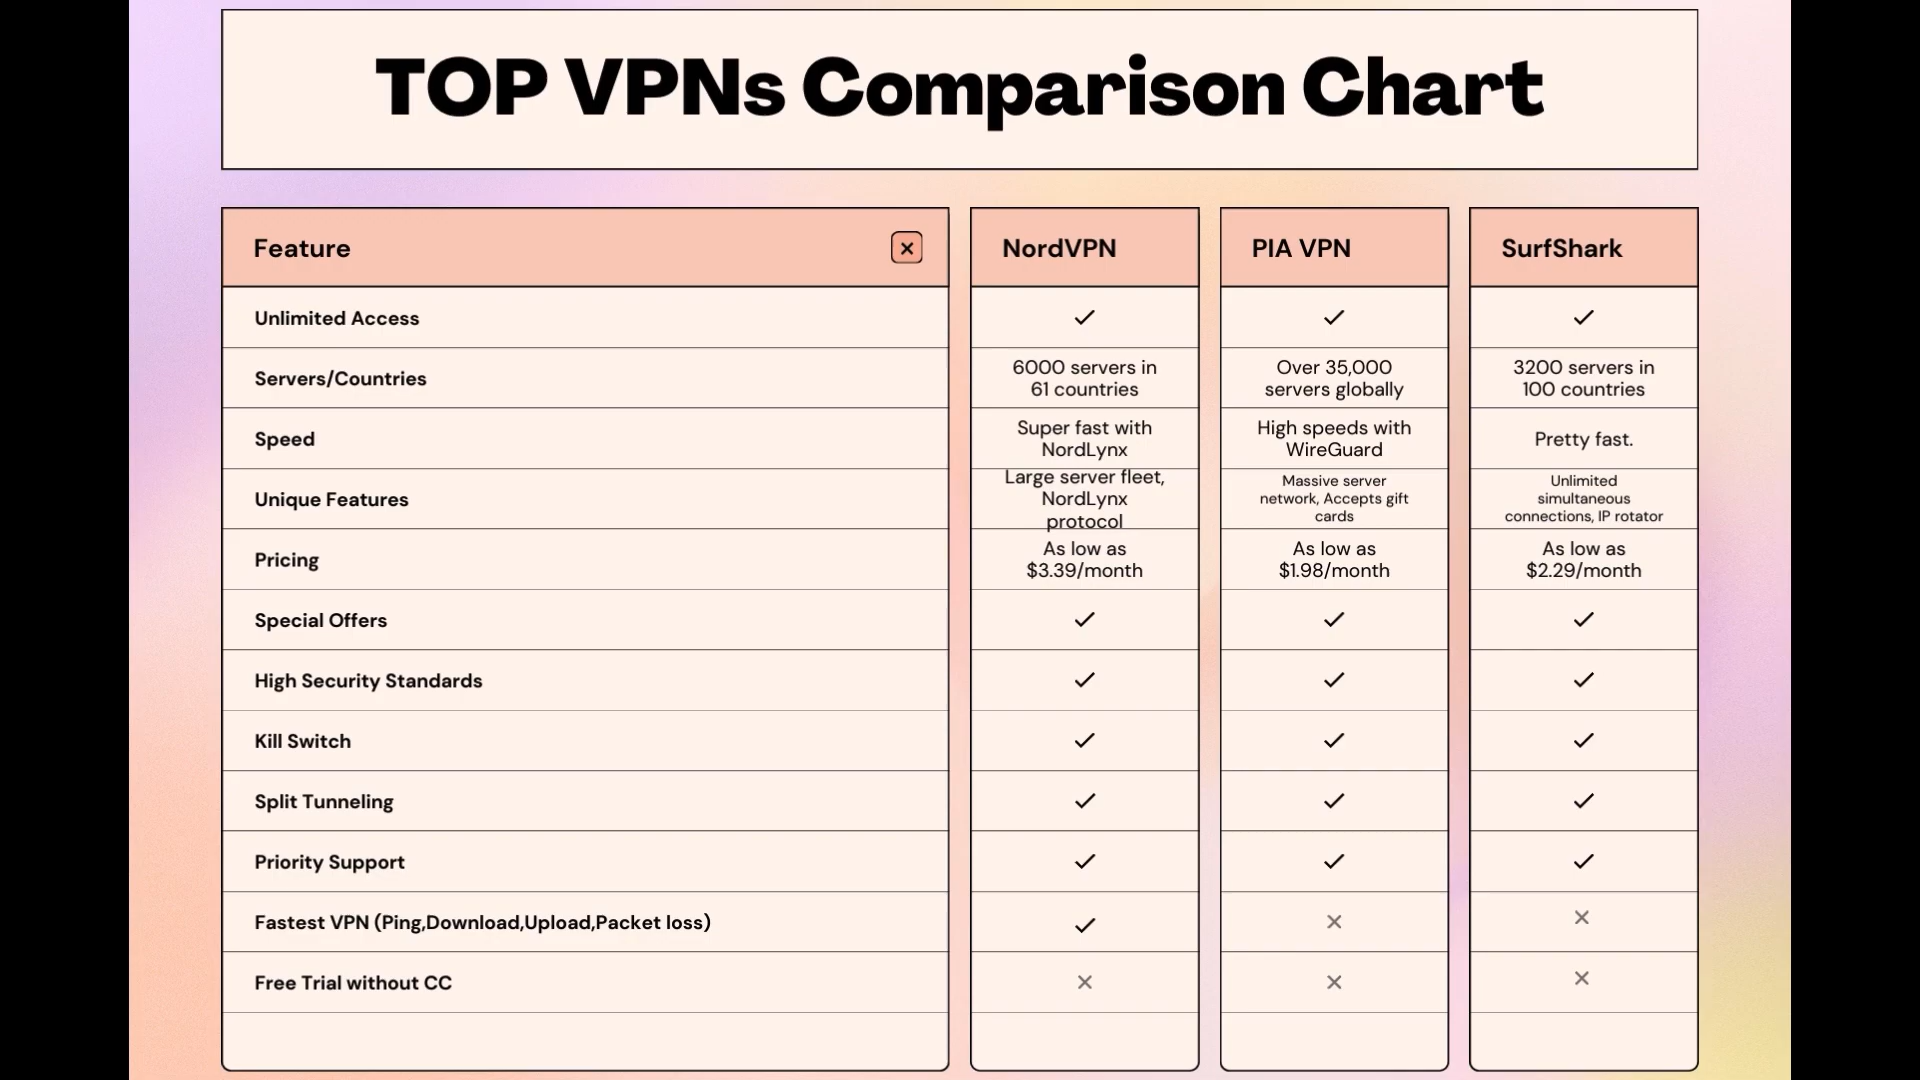 TOP VPNs Comparison Chart
Feature
NordVPN
PIA VPN
SurfShark
Unlimited Access
Servers/Countries
6000 servers in
61 countries
Over 35,000
servers globally
3200 servers in
100 countries
Speed
Super fast with
NordLynx
High speeds with
WireGuard
Pretty fast.
Unique Features
Large server fleet,
NordLynx
protocol
Massive server
network, Accepts gift
cards
Unlimited
simultaneous
connections, IP rotator
Pricing
As low as
$3.39/month
As low as
$1.98/month
As low as
$2.29/month
Special Offers
High Security Standards
Kill Switch
Split Tunneling
Priority Support
Fastest VPN (Ping,Download,Upload,Packet loss)
Free Trial without CC